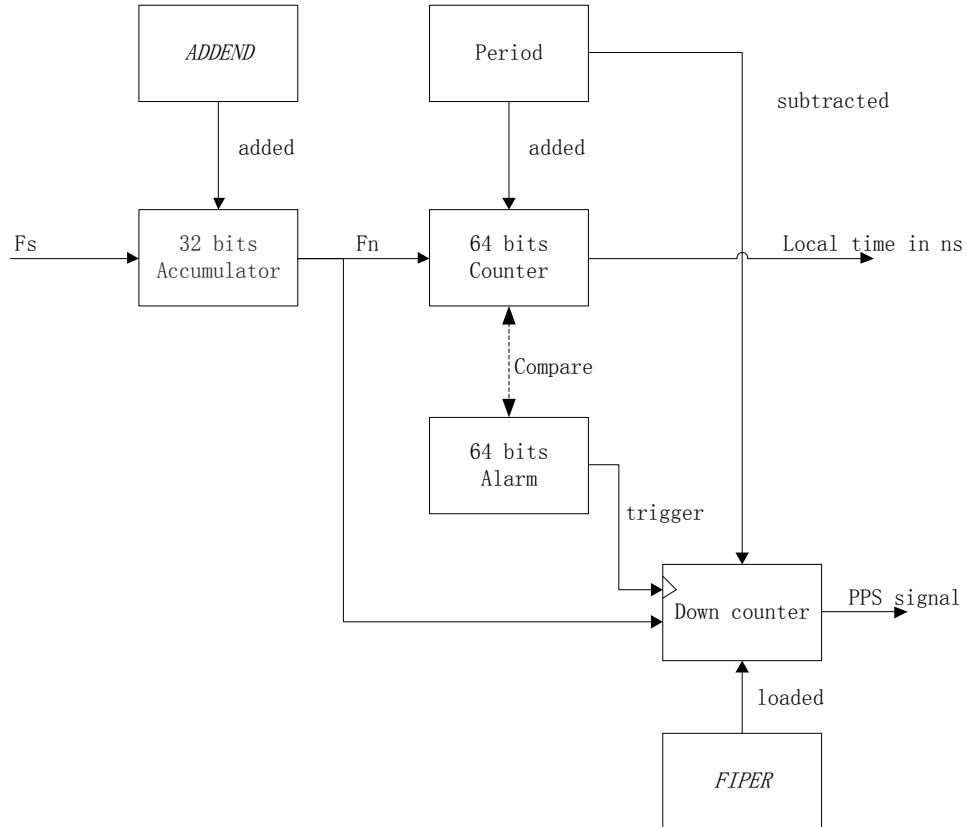 ADDEND
Period
subtracted
added
added
Fs
32 bits
Accumulator
Fn
64 bits
Counter
Local time in ns
Compare
64 bits
Alarm
trigger
Down counter
PPS signal
loaded
FIPER